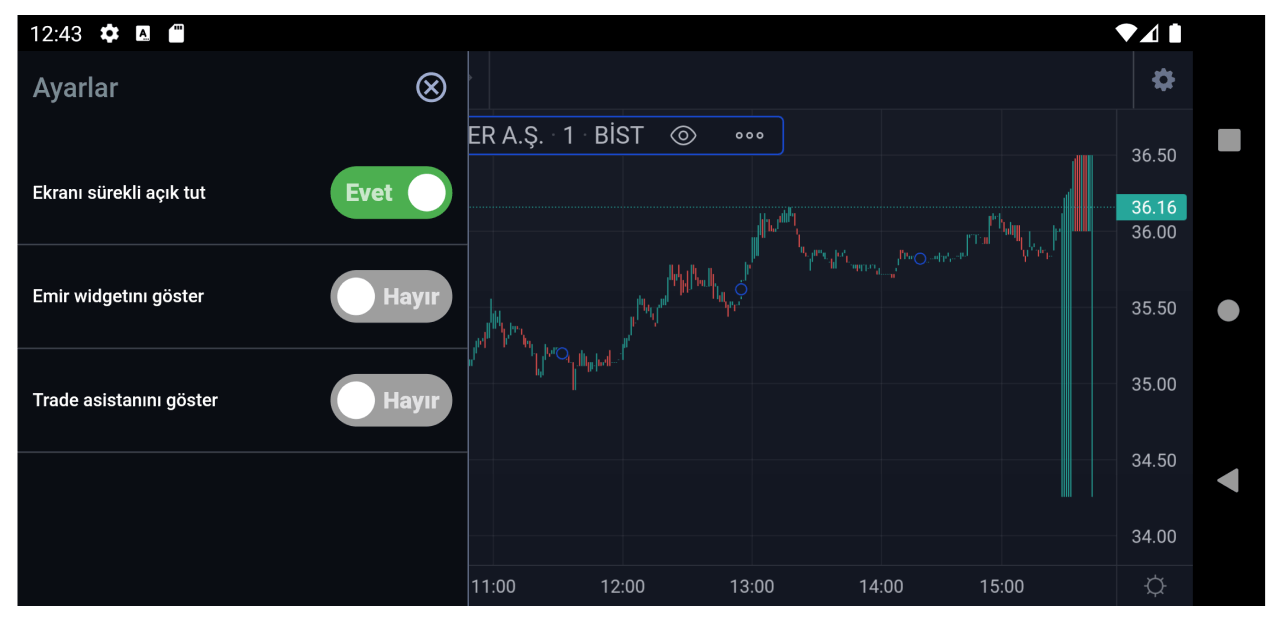 12:43
Ayarlar
Ekranı sürekli açık tut
Evet
Emir widgetını göster
Hayır
Trade asistanını göster
Hayır
ER A.Ş. · 1 · BİST
36.50
36.16
36.00
35.50
35.00
34.50
34.00
11:00 12:00 13:00 14:00 15:00